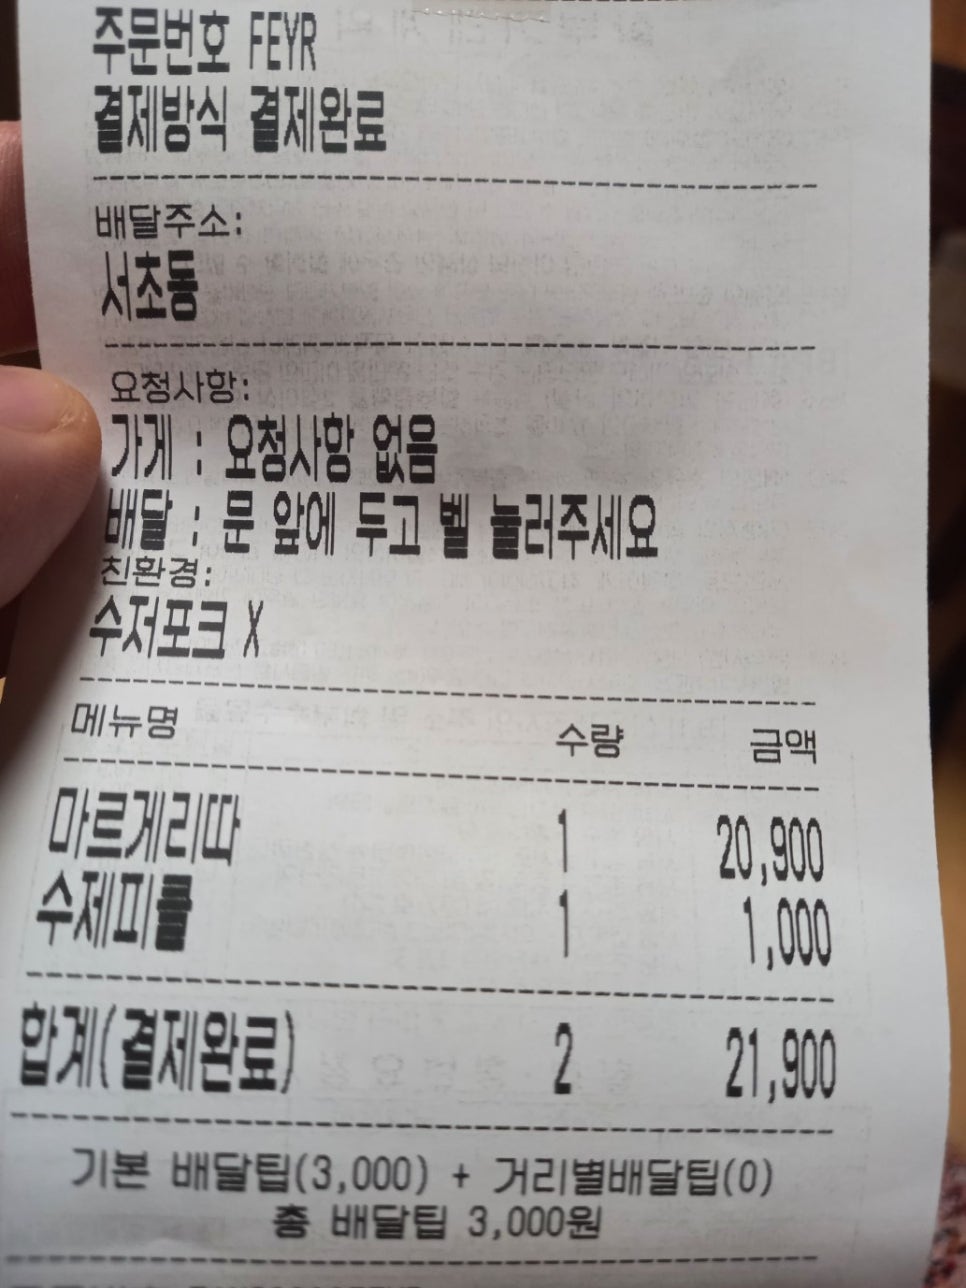 주문번호 FEYR
결제방식 결제완료
배달주소:
서초동
요청사항:
가게 : 요청사항 없음
배달 : 문 앞에 두고 벨 눌러주세요
친환경:
수저포크 X
메뉴명 수량 금액
마르게리따 1 20,900
수제피클 1 1,000
합계(결제완료) 2 21,900
기본 배달팁(3,000) + 거리별배달팁(0)
총 배달팁 3,000원